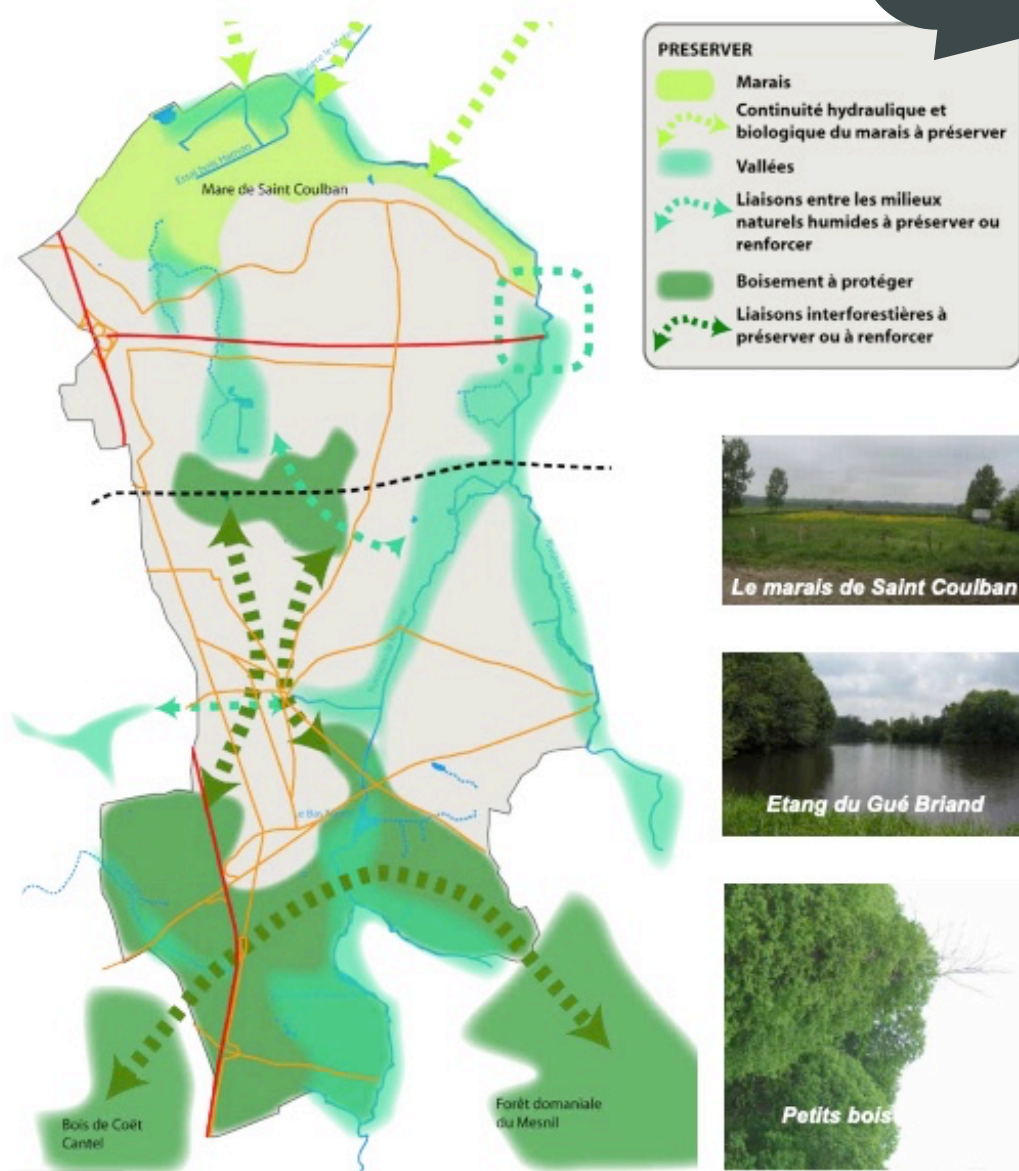 PRESERVER
Marais
Continuité hydraulique et
biologique du marais à préserver
Vallées
Liaisons entre les milieux
naturels humides à préserver ou
renforcer
Boisement à protéger
Liaisons interforestières à
préserver ou à renforcer
Mare de Saint Coulban
Le marais de Saint Coulban
Etang du Gué Briand
Petits bois
Bois de Coët
Cantel
Forêt domaniale
du Mesnil